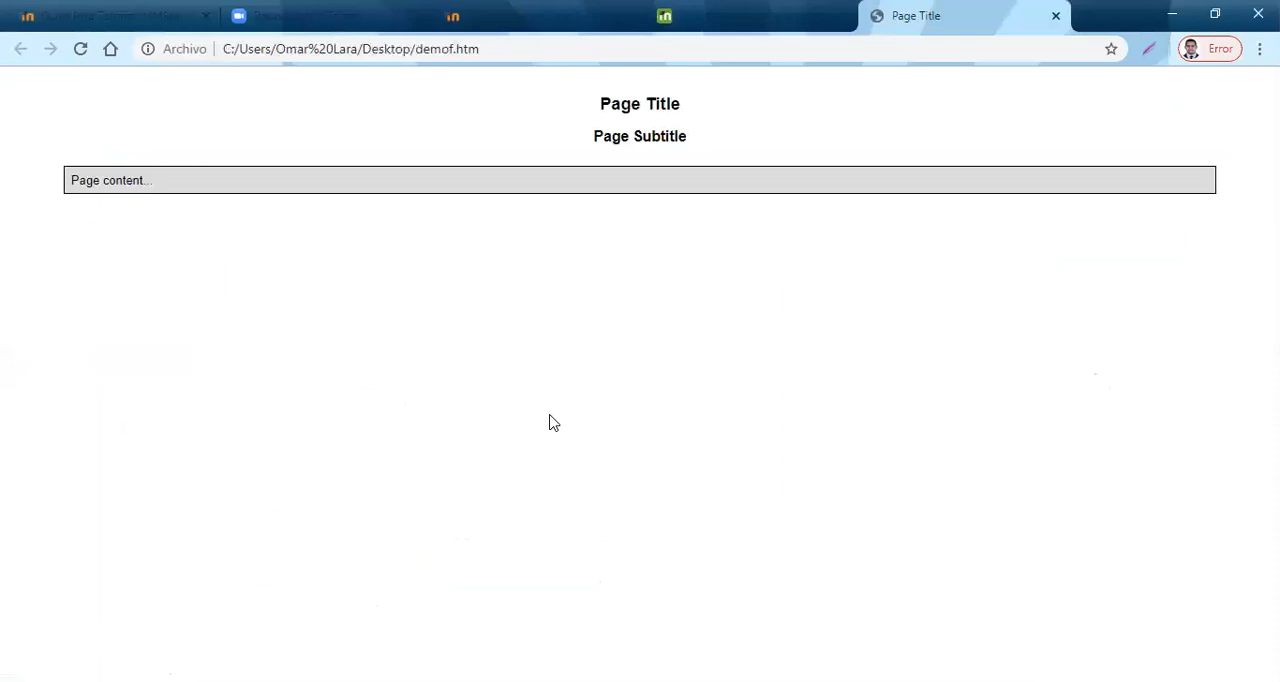 Page Title
Archivo C:/Users/Omar%20Lara/Desktop/demof.htm Error
Page Title
Page Subtitle
Page content...